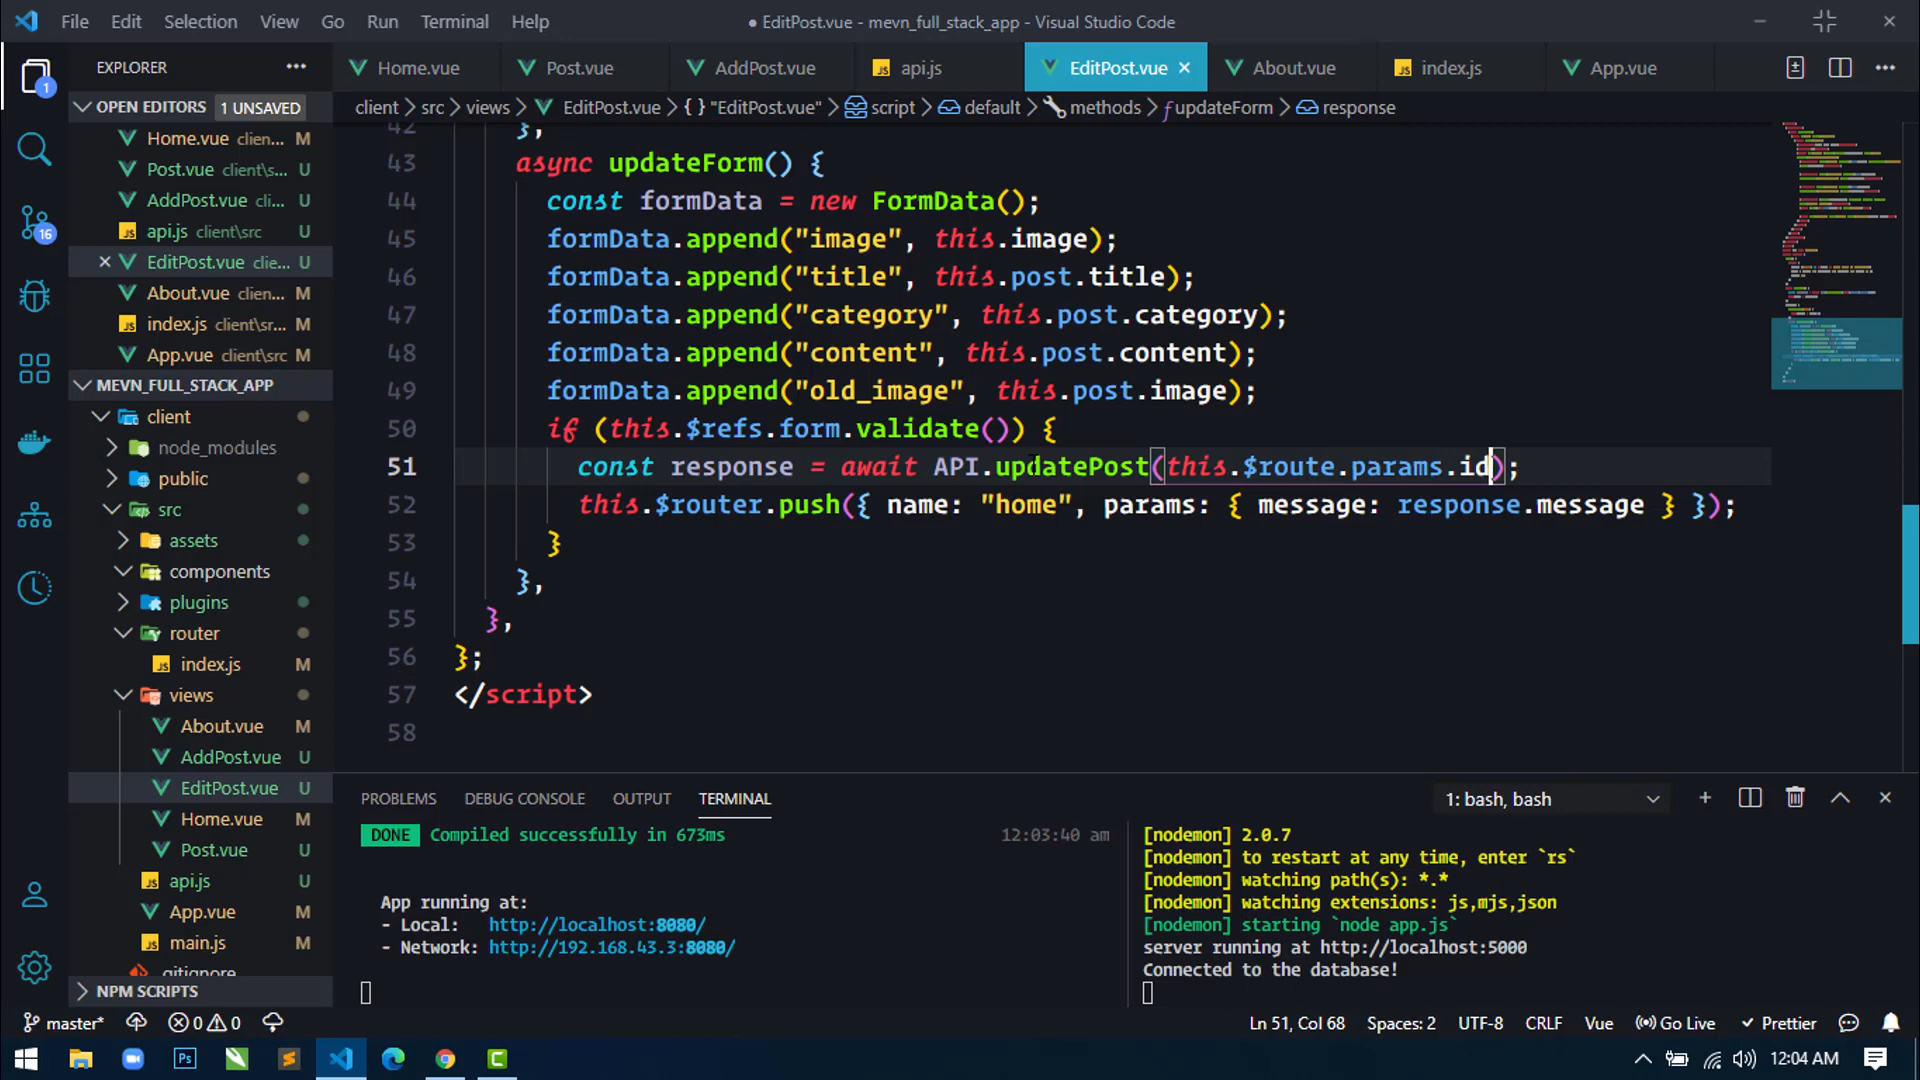 File Edit Selection View Go Run Terminal Help
● EditPost.vue - mevn_full_stack_app - Visual Studio Code
EXPLORER
Home.vue Post.vue AddPost.vue api.js EditPost.vue About.vue index.js App.vue
OPEN EDITORS 1 UNSAVED
client > src > views > EditPost.vue > { } "EditPost.vue" > script > default > methods > updateForm > response
Home.vue clien... M
Post.vue client\s... U
AddPost.vue cli... U
api.js client\src U
EditPost.vue clie... U
About.vue clien... M
index.js client\sr... M
App.vue client\src M
MEVN_FULL_STACK_APP
client
node_modules
public
src
assets
components
plugins
router
index.js M
views
About.vue M
AddPost.vue U
EditPost.vue U
Home.vue M
Post.vue U
api.js U
App.vue M
main.js M
.gitignore
NPM SCRIPTS
1
16
42 },
43 async updateForm() {
44 const formData = new FormData();
45 formData.append("image", this.image);
46 formData.append("title", this.post.title);
47 formData.append("category", this.post.category);
48 formData.append("content", this.post.content);
49 formData.append("old_image", this.post.image);
50 if (this.$refs.form.validate()) {
51 const response = await API.updatePost(this.$route.params.id);
52 this.$router.push({ name: "home", params: { message: response.message } });
53 }
54 },
55 },
56 };
57 </script>
58
PROBLEMS DEBUG CONSOLE OUTPUT TERMINAL 1: bash, bash
DONE Compiled successfully in 673ms 12:03:40 am
App running at:
- Local: http://localhost:8080/
- Network: http://192.168.43.3:8080/
[nodemon] 2.0.7
[nodemon] to restart at any time, enter `rs`
[nodemon] watching path(s): *.*
[nodemon] watching extensions: js,mjs,json
[nodemon] starting `node app.js`
server running at http://localhost:5000
Connected to the database!
master* 0 0 Ln 51, Col 68 Spaces: 2 UTF-8 CRLF Vue Go Live Prettier
12:04 AM